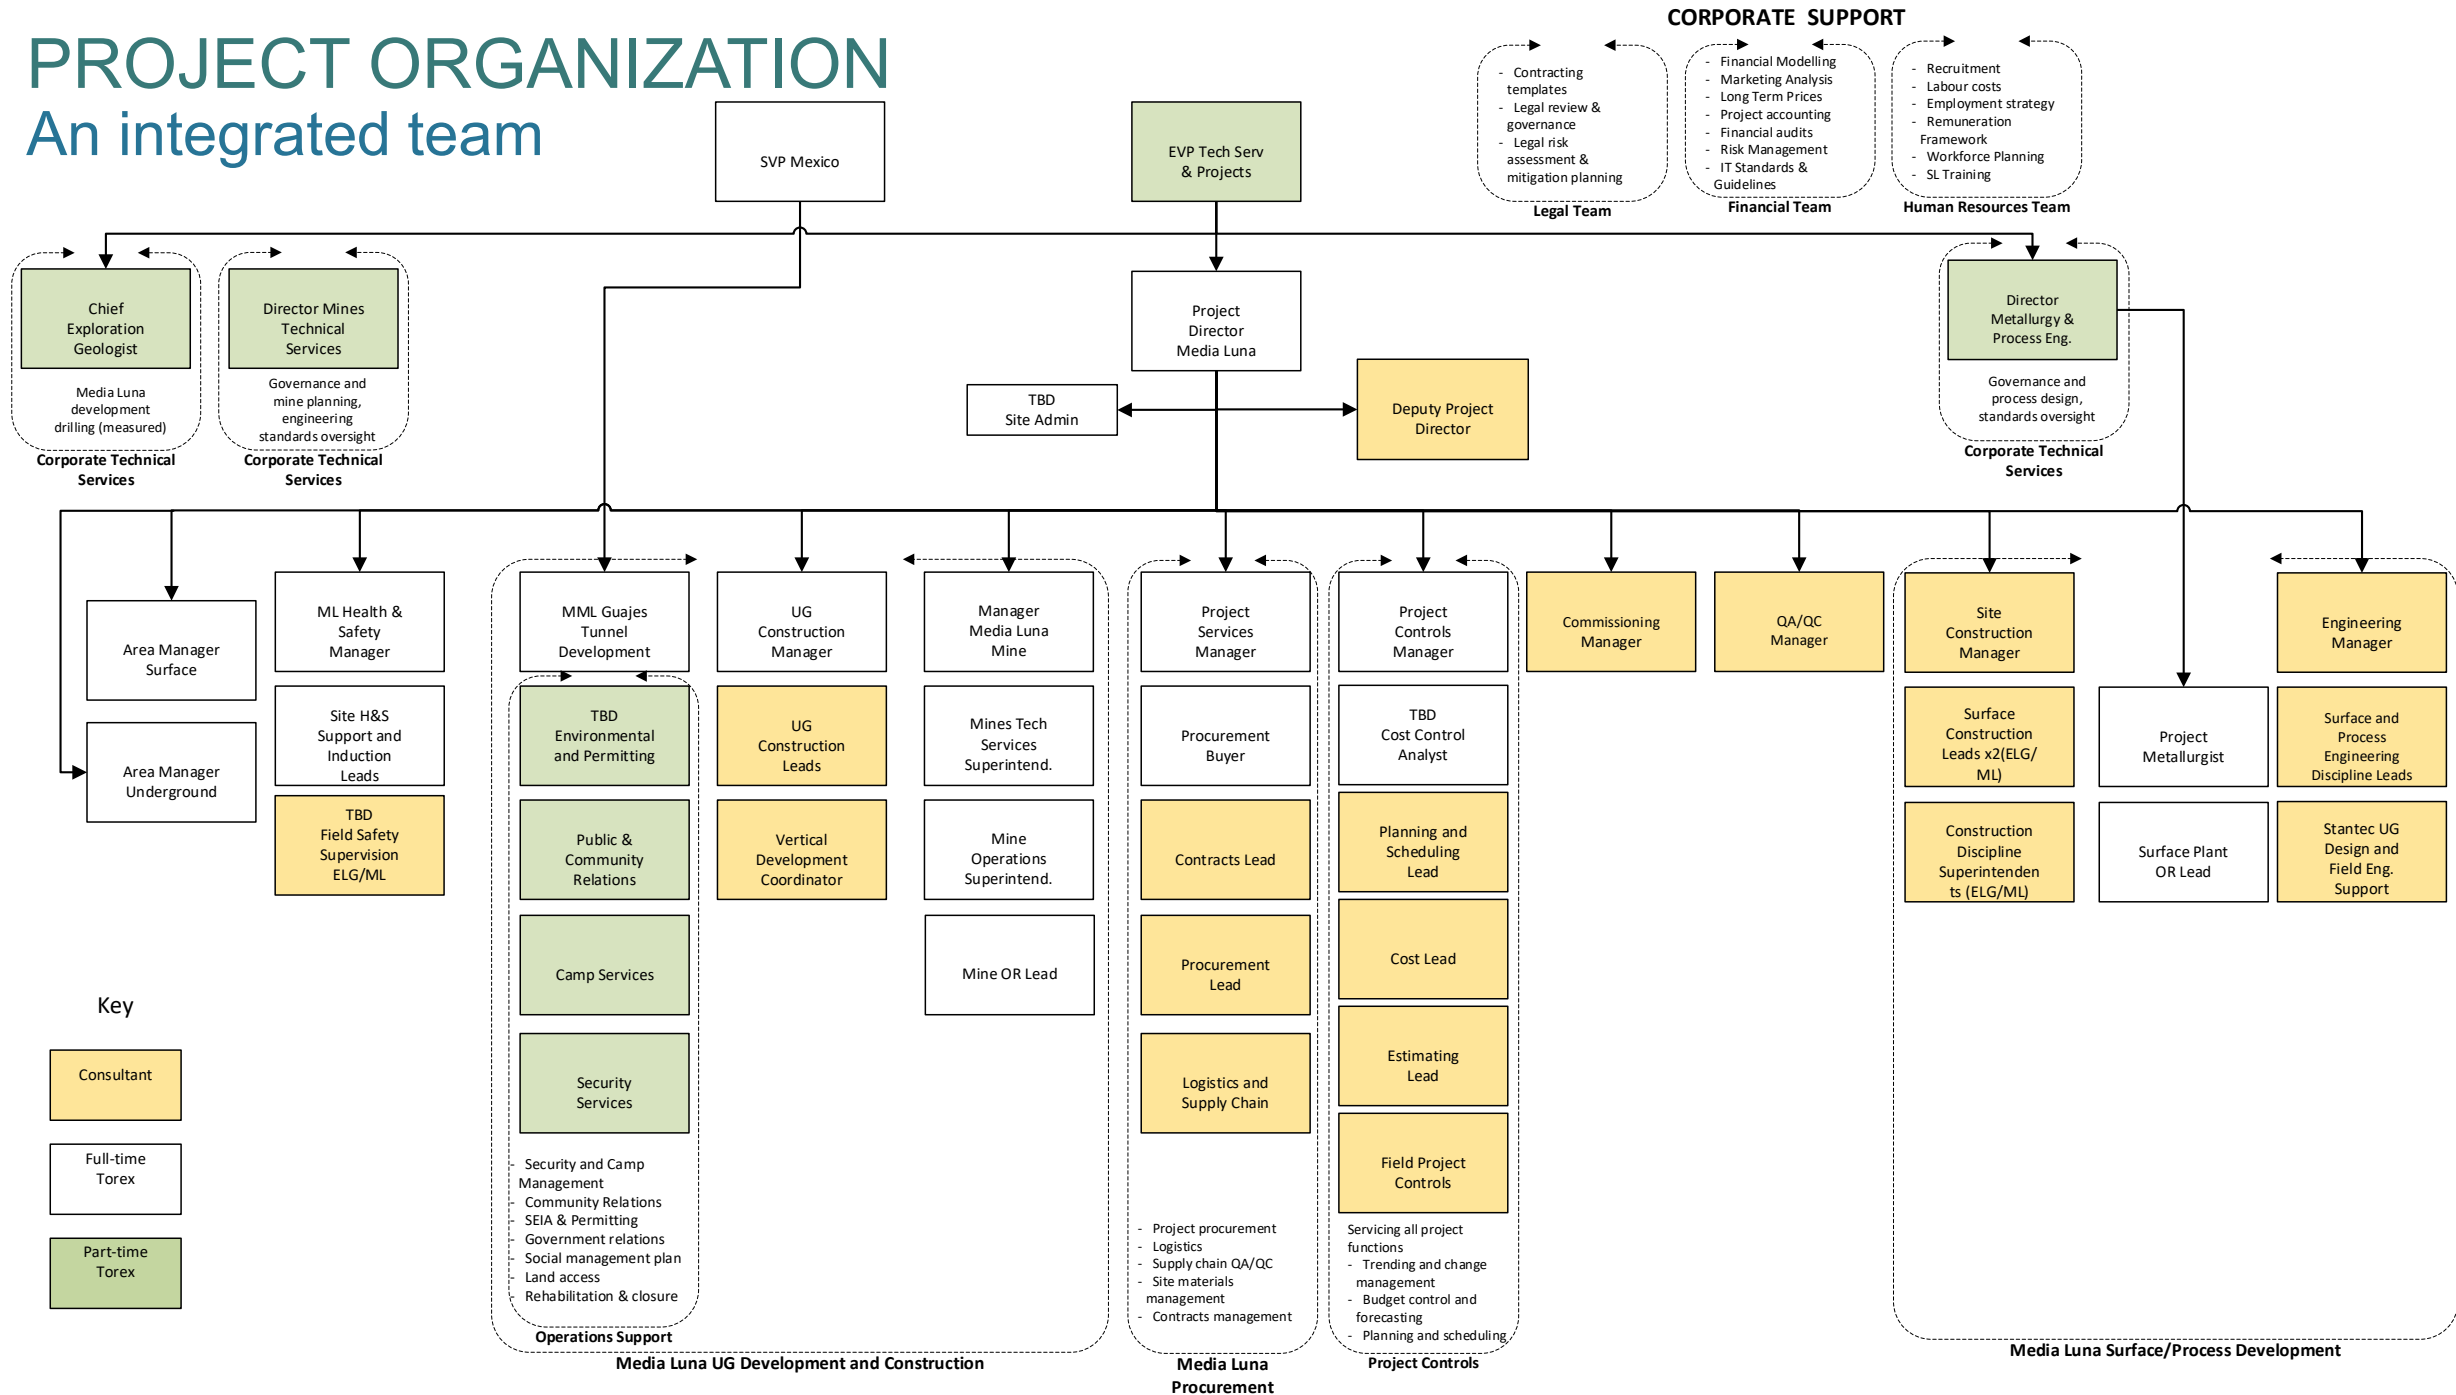 PROJECT ORGANIZATION
An integrated team
CORPORATE  SUPPORT
- Contracting
templates
- Legal review &
governance
- Legal risk
assessment &
mitigation planning
Legal Team
- Financial Modelling
- Marketing Analysis
- Long Term Prices
- Project accounting
- Financial audits
- Risk Management
- IT Standards &
Guidelines
Financial Team
- Recruitment
- Labour costs
- Employment strategy
- Remuneration
Framework
- Workforce Planning
- SL Training
Human Resources Team
SVP Mexico
EVP Tech Serv
& Projects
Chief
Exploration
Geologist
Media Luna
development
drilling (measured)
Corporate Technical
Services
Director Mines
Technical
Services
Governance and
mine planning,
engineering
standards oversight
Corporate Technical
Services
Project
Director
Media Luna
TBD
Site Admin
Deputy Project
Director
Director
Metallurgy &
Process Eng.
Governance and
process design,
standards oversight
Corporate Technical
Services
Area Manager
Surface
Area Manager
Underground
ML Health &
Safety
Manager
Site H&S
Support and
Induction
Leads
TBD
Field Safety
Supervision
ELG/ML
MML Guajes
Tunnel
Development
TBD
Environmental
and Permitting
Public &
Community
Relations
Camp Services
Security
Services
- Security and Camp
Management
- Community Relations
- SEIA & Permitting
- Government relations
- Social management plan
- Land access
- Rehabilitation & closure
Operations Support
UG
Construction
Manager
UG
Construction
Leads
Vertical
Development
Coordinator
Manager
Media Luna
Mine
Mines Tech
Services
Superintend.
Mine
Operations
Superintend.
Mine OR Lead
Media Luna UG Development and Construction
Project
Services
Manager
Procurement
Buyer
Contracts Lead
Procurement
Lead
Logistics and
Supply Chain
- Project procurement
- Logistics
- Supply chain QA/QC
- Site materials
management
- Contracts management
Media Luna
Procurement
Project
Controls
Manager
TBD
Cost Control
Analyst
Planning and
Scheduling
Lead
Cost Lead
Estimating
Lead
Field Project
Controls
Servicing all project
functions
- Trending and change
management
- Budget control and
forecasting
- Planning and scheduling
Project Controls
Commissioning
Manager
QA/QC
Manager
Site
Construction
Manager
Surface
Construction
Leads x2(ELG/
ML)
Construction
Discipline
Superintenden
ts (ELG/ML)
Project
Metallurgist
Surface Plant
OR Lead
Engineering
Manager
Surface and
Process
Engineering
Discipline Leads
Stantec UG
Design and
Field Eng.
Support
Media Luna Surface/Process Development
Key
Consultant
Full-time
Torex
Part-time
Torex